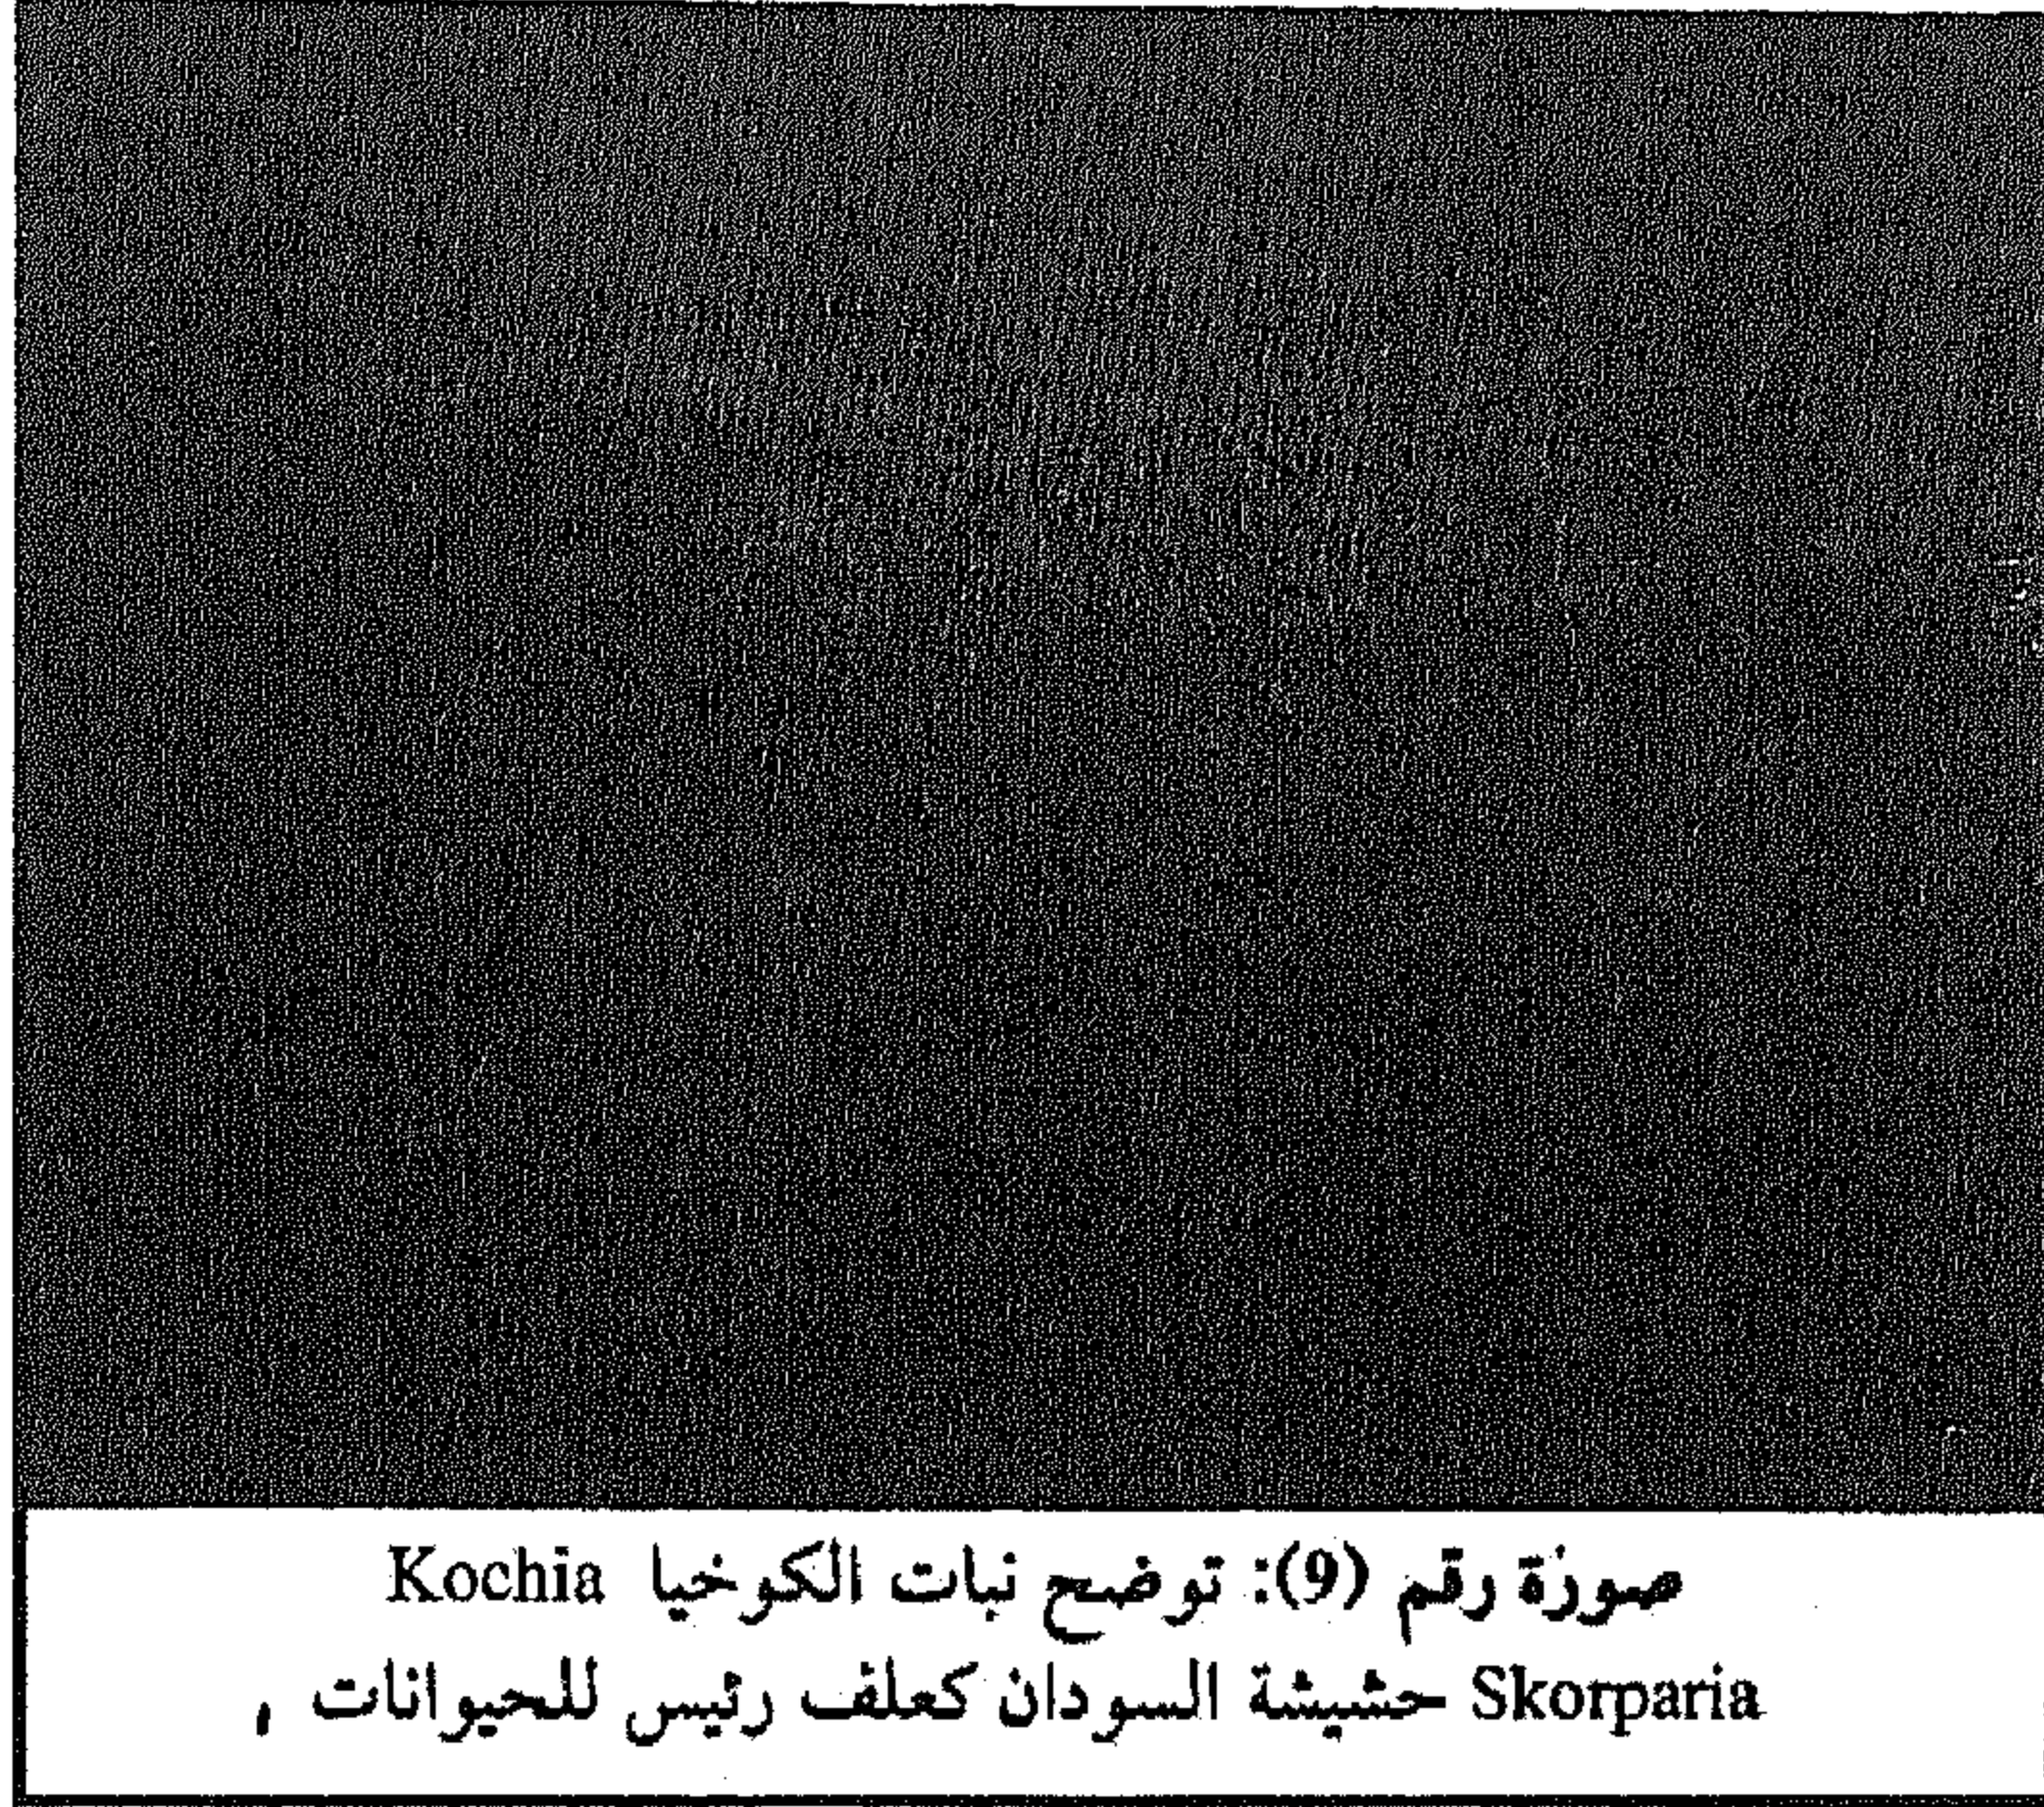 صورة رقم (9): توضح نبات الكوخيا Kochia
Skorparia حشيشة السودان كعلف رئيس للحيوانات ,